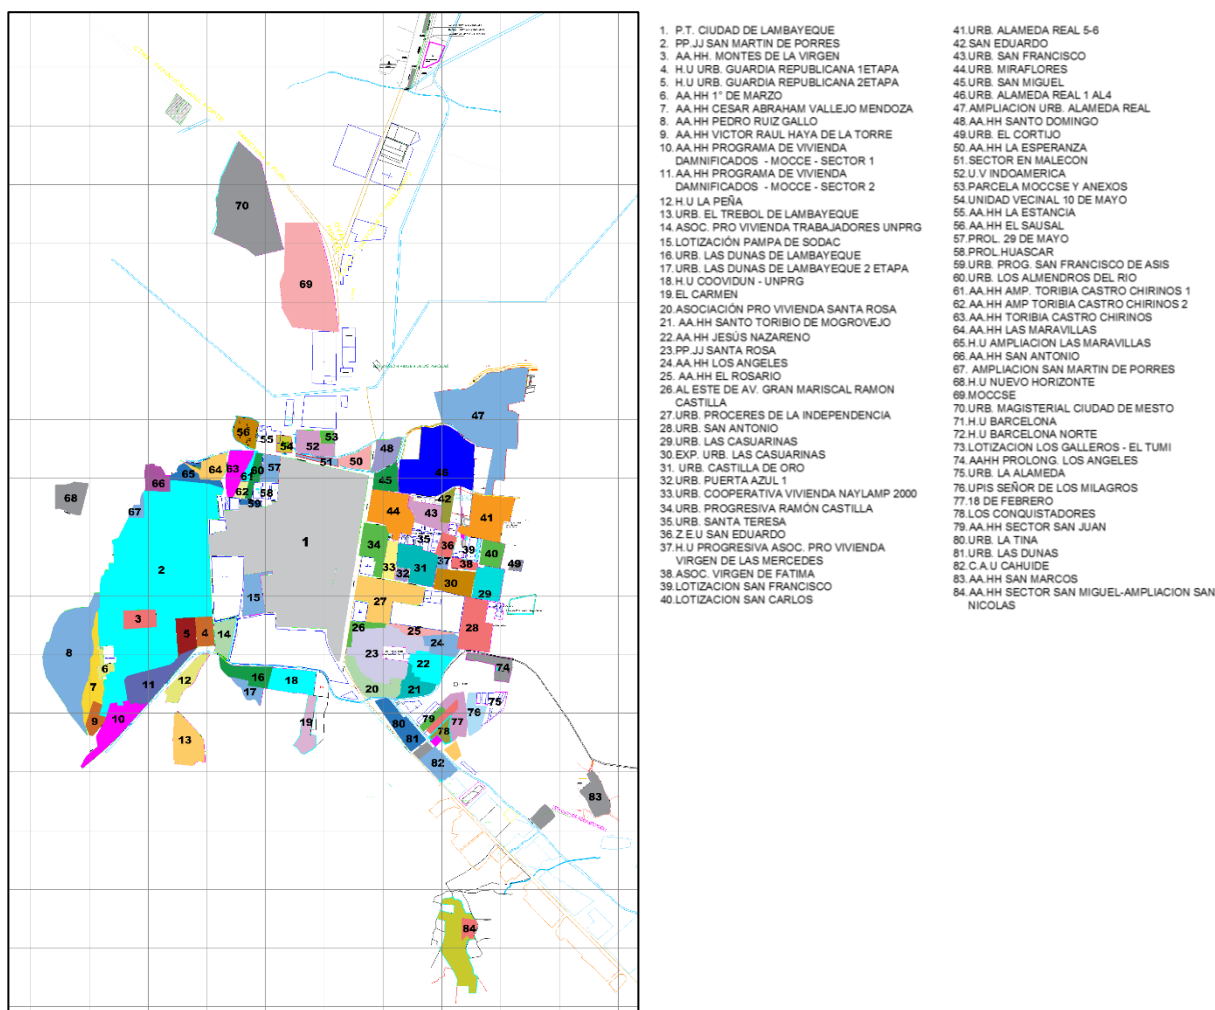 1. P.T. CIUDAD DE LAMBAYEQUE
2. PP.JJ SAN MARTIN DE PORRES
3. AA.HH. MONTES DE LA VIRGEN
4. H.U URB. GUARDIA REPUBLICANA 1ETAPA
5. H.U URB. GUARDIA REPUBLICANA 2ETAPA
6. AA.HH 1° DE MARZO
7. AA.HH CESAR ABRAHAM VALLEJO MENDOZA
8. AA.HH PEDRO RUIZ GALLO
9. AA.HH VICTOR RAUL HAYA DE LA TORRE
10. AA.HH PROGRAMA DE VIVIENDA
DAMNIFICADOS - MOCCE - SECTOR 1
11. AA.HH PROGRAMA DE VIVIENDA
DAMNIFICADOS - MOCCE - SECTOR 2
12. H.U LA PEÑA
13. URB. EL TREBOL DE LAMBAYEQUE
14. ASOC. PRO VIVIENDA TRABAJADORES UNPRG
15. LOTIZACIÓN PAMPA DE SODAC
16. URB. LAS DUNAS DE LAMBAYEQUE
17. URB. LAS DUNAS DE LAMBAYEQUE 2 ETAPA
18. H.U COOVIDUN - UNPRG
19. EL CARMEN
20. ASOCIACIÓN PRO VIVIENDA SANTA ROSA
21. AA.HH SANTO TORIBIO DE MOGROVEJO
22. AA.HH JESÚS NAZARENO
23. PP.JJ SANTA ROSA
24. AA.HH LOS ANGELES
25. AA.HH EL ROSARIO
26. AL ESTE DE AV. GRAN MARISCAL RAMON
CASTILLA
27. URB. PROCERES DE LA INDEPENDENCIA
28. URB. SAN ANTONIO
29. URB. LAS CASUARINAS
30. EXP. URB. LAS CASUARINAS
31. URB. CASTILLA DE ORO
32. URB. PUERTA AZUL 1
33. URB. COOPERATIVA VIVIENDA NAYLAMP 2000
34. URB. PROGRESIVA RAMÓN CASTILLA
35. URB. SANTA TERESA
36. Z.E.U SAN EDUARDO
37. H.U PROGRESIVA ASOC. PRO VIVIENDA
VIRGEN DE LAS MERCEDES
38. ASOC. VIRGEN DE FATIMA
39. LOTIZACION SAN FRANCISCO
40. LOTIZACION SAN CARLOS
41. URB. ALAMEDA REAL 5-6
42. SAN EDUARDO
43. URB. SAN FRANCISCO
44. URB. MIRAFLORES
45. URB. SAN MIGUEL
46. URB. ALAMEDA REAL 1 AL4
47. AMPLIACION URB. ALAMEDA REAL
48. AA.HH SANTO DOMINGO
49. URB. EL CORTIJO
50. AA.HH LA ESPERANZA
51. SECTOR EN MALECON
52. U.V INDOAMERICA
53. PARCELA MOCCSE Y ANEXOS
54. UNIDAD VECINAL 10 DE MAYO
55. AA.HH LA ESTANCIA
56. AA.HH EL SAUSAL
57. PROL. 29 DE MAYO
58. PROL.HUASCAR
59. URB. PROG. SAN FRANCISCO DE ASIS
60. URB. LOS ALMENDROS DEL RIO
61. AA.HH AMP. TORIBIA CASTRO CHIRINOS 1
62. AA.HH AMP TORIBIA CASTRO CHIRINOS 2
63. AA.HH TORIBIA CASTRO CHIRINOS
64. AA.HH LAS MARAVILLAS
65. H.U AMPLIACION LAS MARAVILLAS
66. AA.HH SAN ANTONIO
67. AMPLIACION SAN MARTIN DE PORRES
68. H.U NUEVO HORIZONTE
69. MOCCSE
70. URB. MAGISTERIAL CIUDAD DE MESTO
71. H.U BARCELONA
72. H.U BARCELONA NORTE
73. LOTIZACION LOS GALLEROS - EL TUMI
74. AAHH PROLONG. LOS ANGELES
75. URB. LA ALAMEDA
76. UPIS SEÑOR DE LOS MILAGROS
77. 18 DE FEBRERO
78. LOS CONQUISTADORES
79. AA.HH SECTOR SAN JUAN
80. URB. LA TINA
81. URB. LAS DUNAS
82. C.A.U CAHUIDE
83. AA.HH SAN MARCOS
84. AA.HH SECTOR SAN MIGUEL-AMPLIACION SAN
NICOLAS
70
69
47
56
55
54
52
53
48
51
50
46
66
65
64
63
60
57
61
62
58
59
45
42
44
43
41
68
67
1
2
34
35
36
39
40
33
32
31
37
38
49
30
29
15
27
3
5
4
14
26
25
28
8
6
23
24
7
11
12
16
18
22
74
17
20
21
9
10
19
80
79
77
76
75
78
13
81
82
83
84